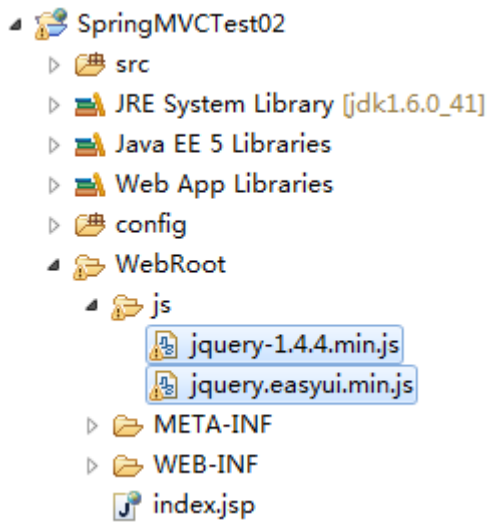 SpringMVCTest02
src
JRE System Library [jdk1.6.0_41]
Java EE 5 Libraries
Web App Libraries
config
WebRoot
js
jquery-1.4.4.min.js
jquery.easyui.min.js
META-INF
WEB-INF
index.jsp